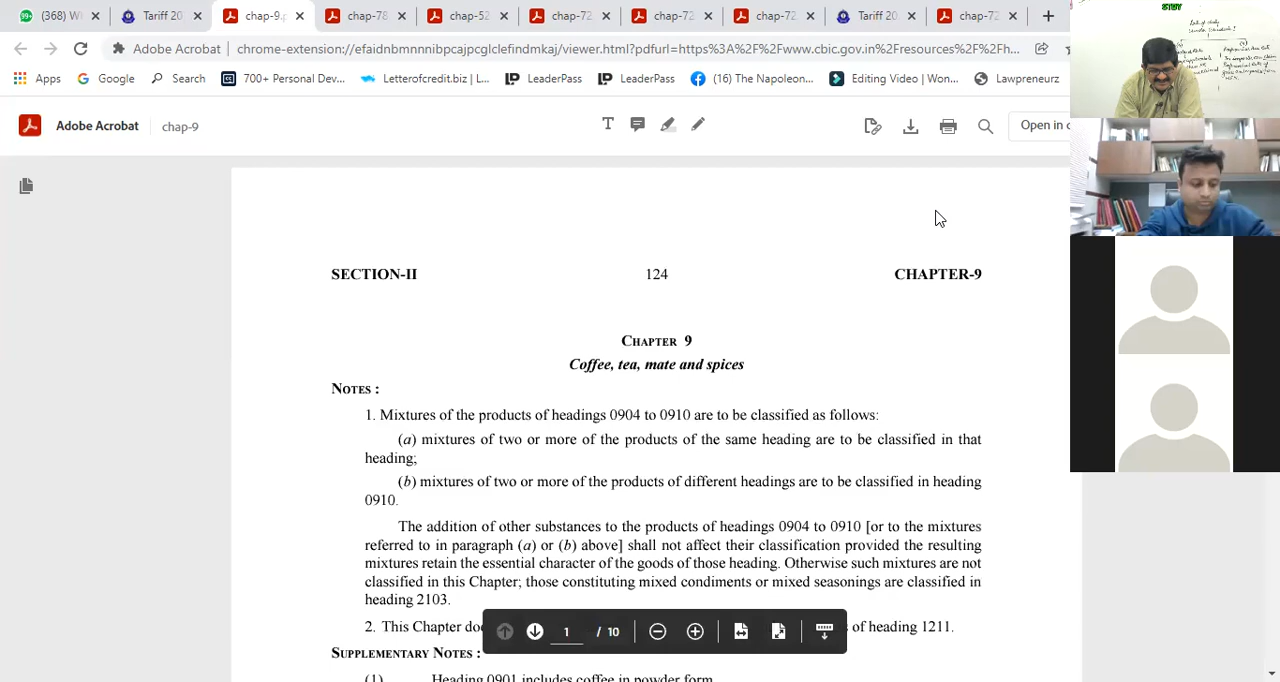 (368) W
Tariff 20
chap-9.p
chap-78
chap-52
chap-72
chap-72
chap-72
Tariff 20
chap-72
Adobe Acrobat
chrome-extension://efaidnbmnnnibpcajpcglclefindmkaj/viewer.html?pdfurl=https%3A%2F%2Fwww.cbic.gov.in%2Fresources%2F%2Fh...
Apps
Google
Search
700+ Personal Dev...
Letterofcredit.biz | L...
LeaderPass
LeaderPass
(16) The Napoleon...
Editing Video | Won...
Lawpreneurz
Adobe Acrobat
chap-9
Open in
SECTION-II 124 CHAPTER-9
CHAPTER 9
Coffee, tea, mate and spices
NOTES :
1. Mixtures of the products of headings 0904 to 0910 are to be classified as follows:
(a) mixtures of two or more of the products of the same heading are to be classified in that
heading;
(b) mixtures of two or more of the products of different headings are to be classified in heading
0910.
The addition of other substances to the products of headings 0904 to 0910 [or to the mixtures
referred to in paragraph (a) or (b) above] shall not affect their classification provided the resulting
mixtures retain the essential character of the goods of those heading. Otherwise such mixtures are not
classified in this Chapter; those constituting mixed condiments or mixed seasonings are classified in
heading 2103.
2. This Chapter doe
of heading 1211.
1 / 10
SUPPLEMENTARY NOTES :
(1) Heading 0901 includes coffee in powder form.
STUDY